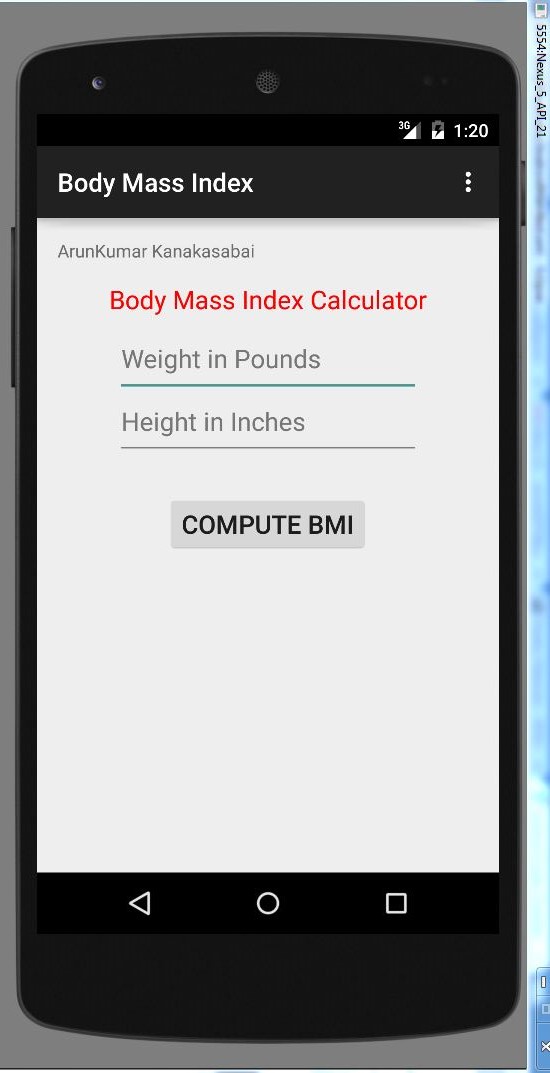 5554:Nexus_5_API_21
3G 1:20
Body Mass Index
ArunKumar Kanakasabai
Body Mass Index Calculator
Weight in Pounds
Height in Inches
COMPUTE BMI